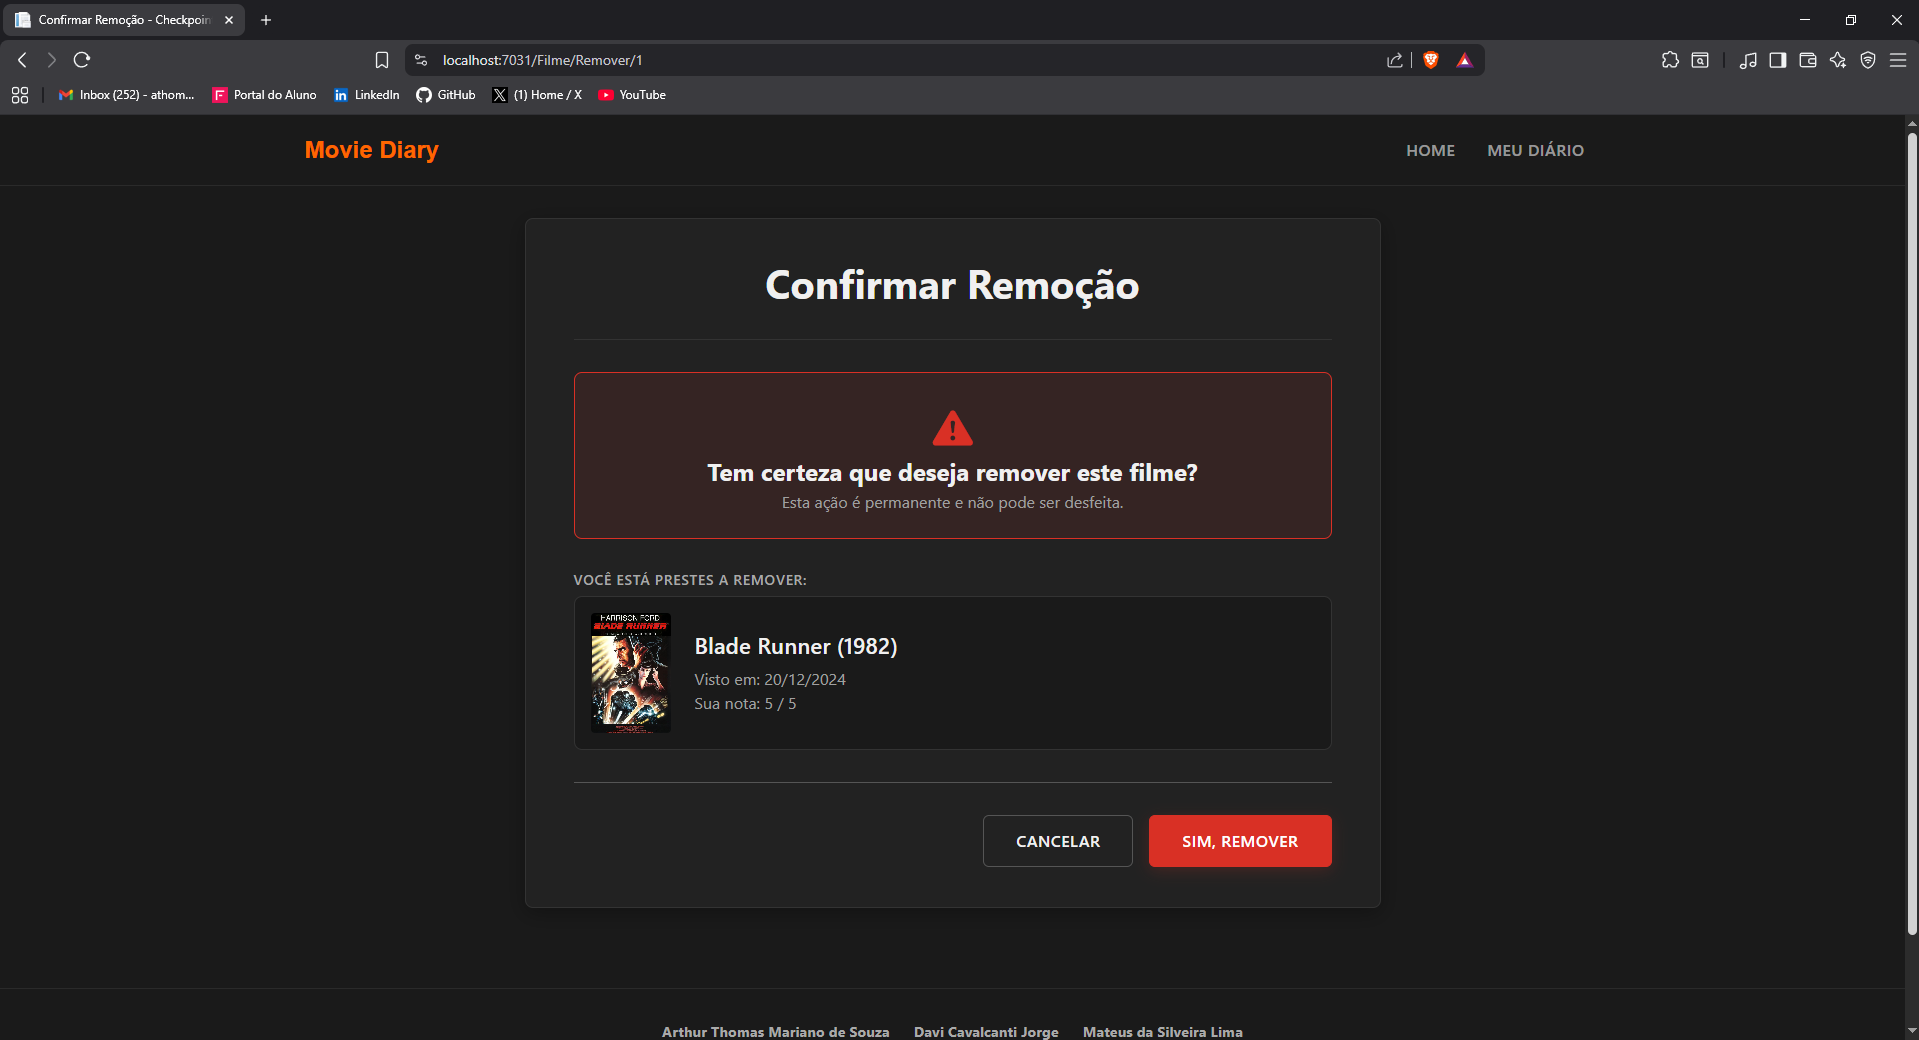 Confirmar Remoção - Checkpoin
localhost:7031/Filme/Remover/1
Inbox (252) - athom... Portal do Aluno LinkedIn GitHub (1) Home / X YouTube
Movie Diary
HOME MEU DIÁRIO
Confirmar Remoção
Tem certeza que deseja remover este filme?
Esta ação é permanente e não pode ser desfeita.
VOCÊ ESTÁ PRESTES A REMOVER:
HARRISON FORD
BLADE RUNNER
Blade Runner (1982)
Visto em: 20/12/2024
Sua nota: 5 / 5
CANCELAR SIM, REMOVER
Arthur Thomas Mariano de Souza Davi Cavalcanti Jorge Mateus da Silveira Lima